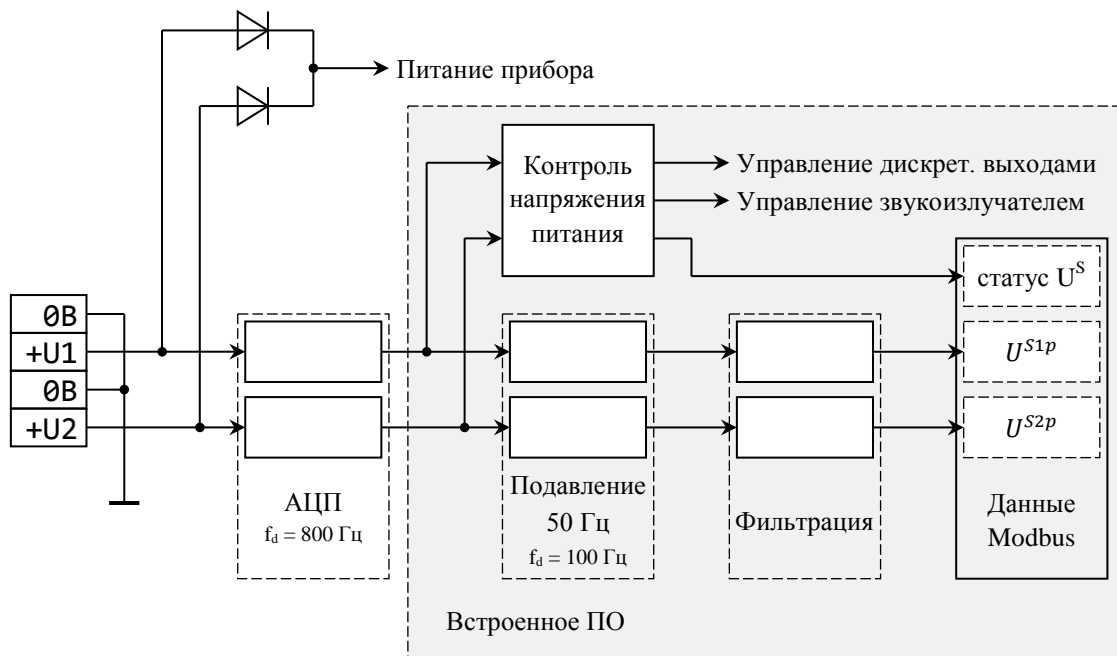 Питание прибора
Контроль
напряжения
питания
Управление дискрет. выходами
Управление звукоизлучателем
статус U^S
0В
+U1
0В
+U2
U^S1p
U^S2p
АЦП
f_d = 800 Гц
Подавление
50 Гц
f_d = 100 Гц
Фильтрация
Данные
Modbus
Встроенное ПО